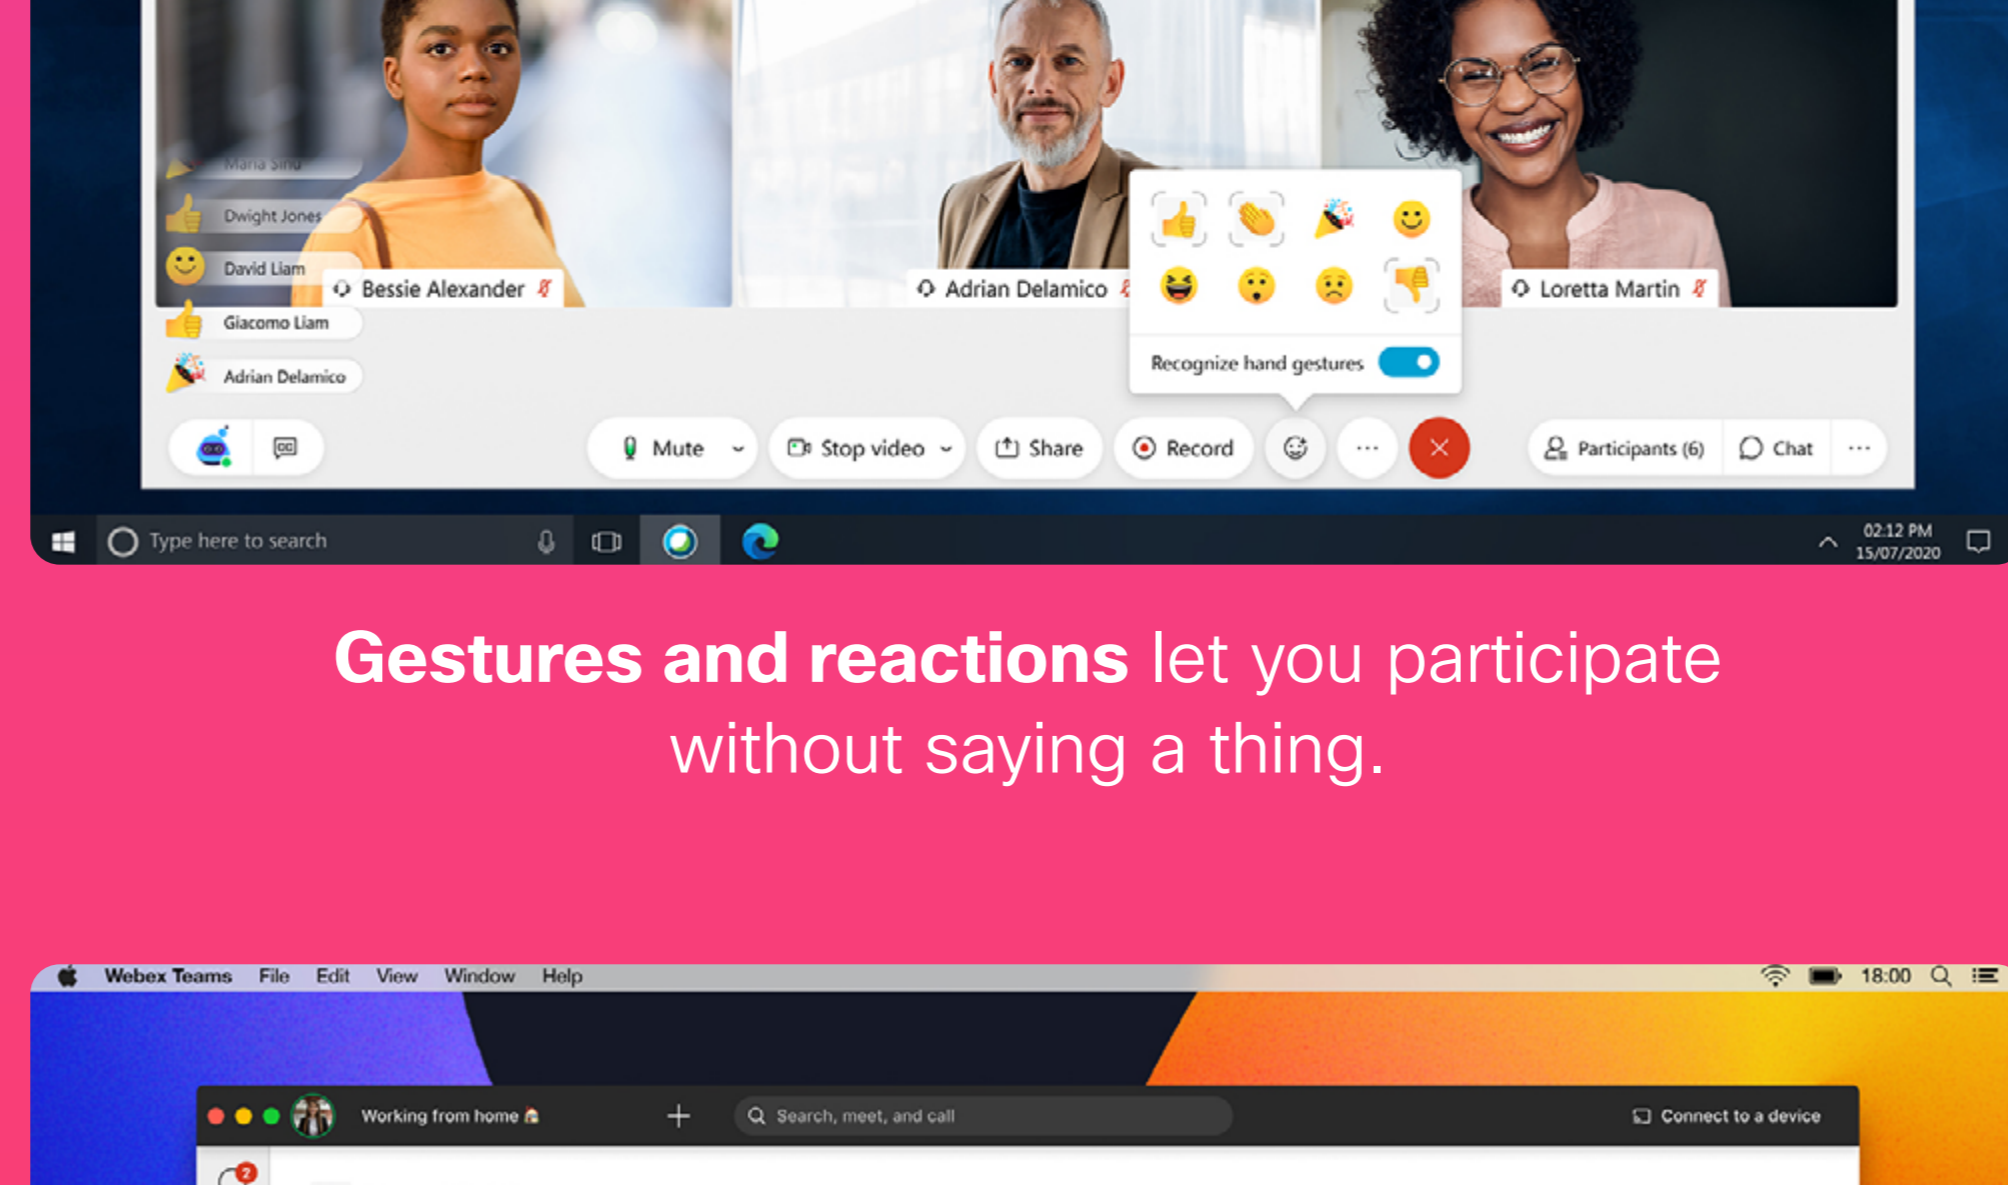 Maria Sinu
Dwight Jones
David Liam
Bessie Alexander
Adrian Delamico
Loretta Martin
Giacomo Liam
Adrian Delamico
Recognize hand gestures
CC
Mute
Stop video
Share
Record
Participants (6)
Chat
Type here to search
02:12 PM
15/07/2020
Gestures and reactions let you participate
without saying a thing.
Webex Teams File Edit View Window Help
18:00
Working from home
Search, meet, and call
Connect to a device
2